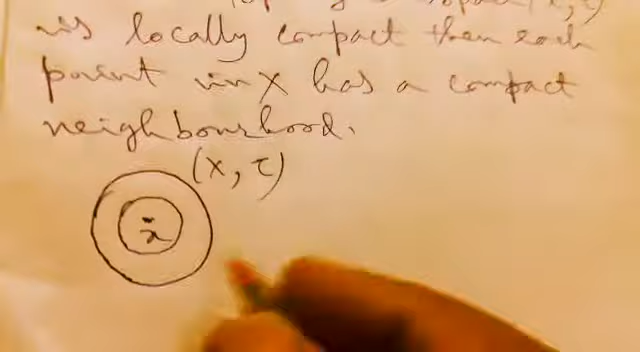 is locally compact then each
point in X has a compact
neighbourhood.
(X, τ)
x